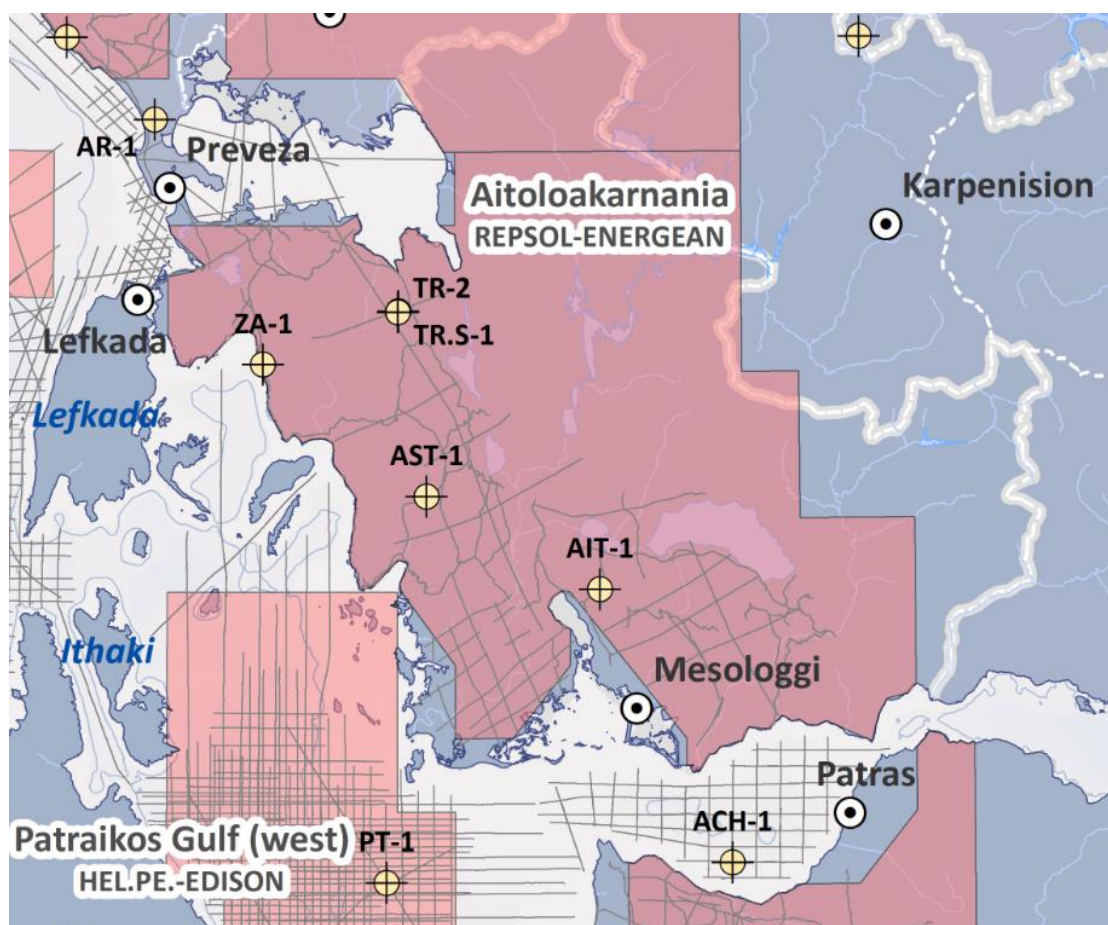 AR-1
Preveza
Aitoloakarnania
REPSOL-ENERGEAN
Karpenision
TR-2
ZA-1
TR.S-1
Lefkada
Lefkada
AST-1
AIT-1
Ithaki
Mesologgi
Patras
Patraikos Gulf (west)
PT-1
ACH-1
HEL.PE.-EDISON